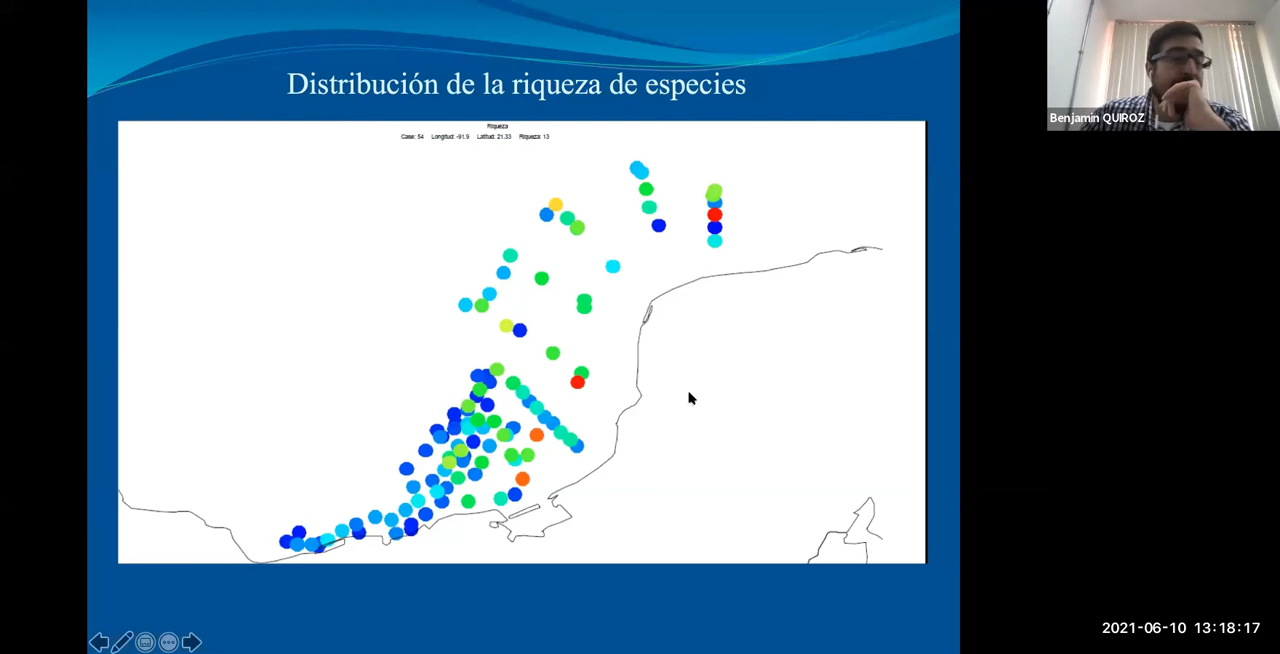 Distribución de la riqueza de especies
Riqueza
Case: 54 Longitud: -91.9 Latitud: 21.33 Riqueza: 13
Benjamin QUIROZ
2021-06-10 13:18:17